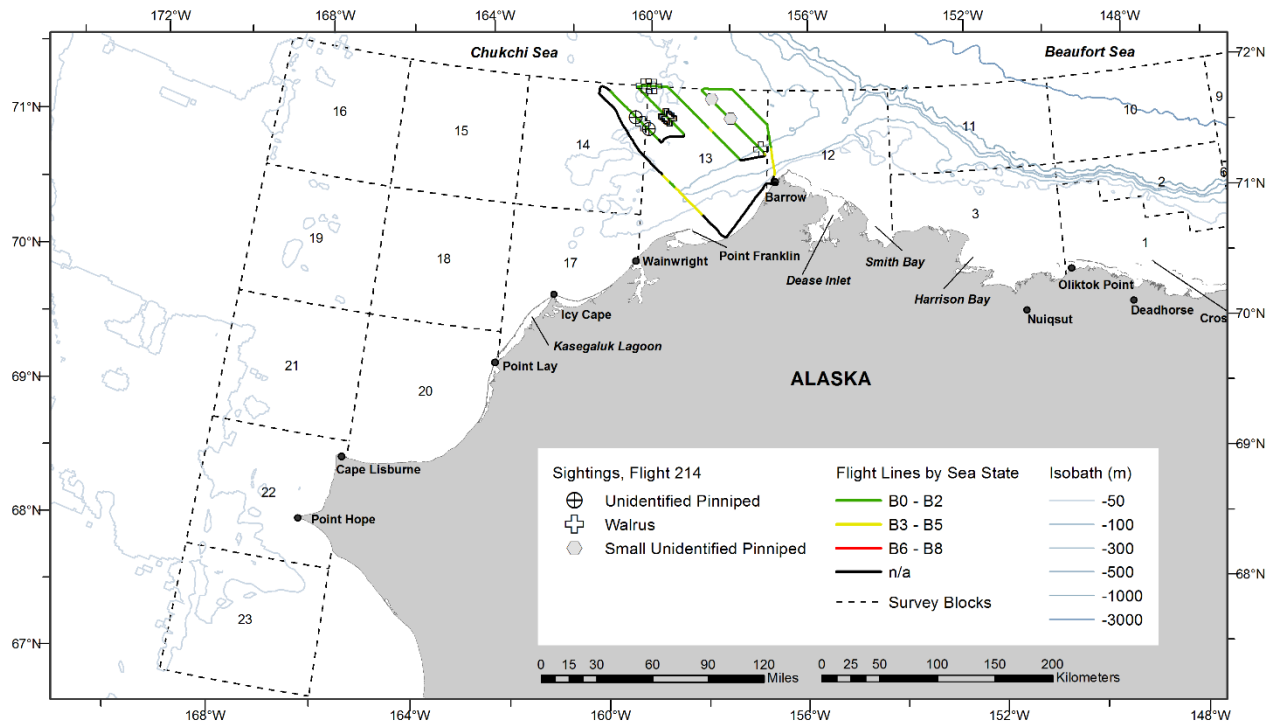 172°W 168°W 164°W 160°W 156°W 152°W 148°W
Chukchi Sea
Beaufort Sea
72°N
9
71°N
16
10
15
11
14
13
12
6
2
71°N
Barrow
3
19
70°N
18
17
Wainwright
Point Franklin
Smith Bay
1
Dease Inlet
Harrison Bay
Oliktok Point
Icy Cape
Nuiqsut
Deadhorse
Cros
70°N
Kasegaluk Lagoon
21
20
Point Lay
69°N
ALASKA
69°N
Cape Lisburne
22
Point Hope
68°N
68°N
23
67°N
Sightings, Flight 214
Unidentified Pinniped
Walrus
Small Unidentified Pinniped
Flight Lines by Sea State
B0 - B2
B3 - B5
B6 - B8
n/a
Survey Blocks
Isobath (m)
-50
-100
-300
-500
-1000
-3000
0 15 30 60 90 120
Miles
0 25 50 100 150 200
Kilometers
168°W 164°W 160°W 156°W 152°W 148°W